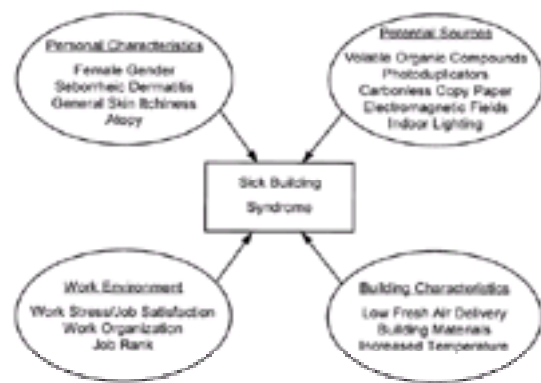 Personal Characteristics
Female Gender
Seborrheic Dermatitis
General Skin Itchiness
Atopy
Potential Sources
Volatile Organic Compounds
Photoduplicators
Carbonless Copy Paper
Electromagnetic Fields
Indoor Lighting
Sick Building
Syndrome
Work Environment
Work Stress/Job Satisfaction
Work Organization
Job Rank
Building Characteristics
Low Fresh Air Delivery
Building Materials
Increased Temperature